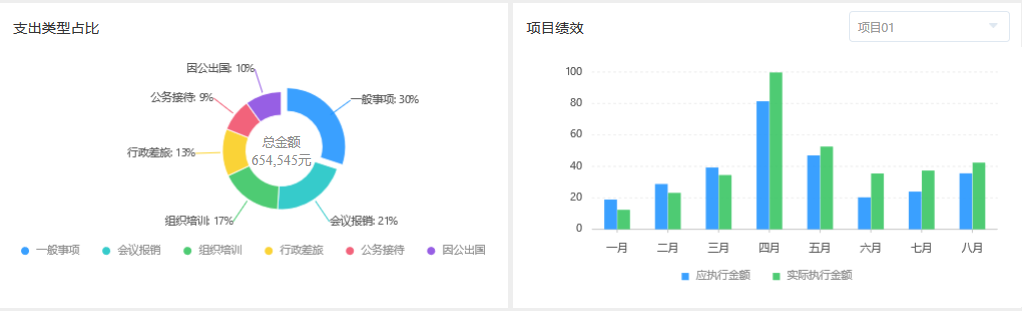 支出类型占比
因公出国: 10%
公务接待: 9%
一般事项: 30%
行政差旅: 13%
总金额
654,545元
组织培训: 17%
会议报销: 21%
一般事项 会议报销 组织培训 行政差旅 公务接待 因公出国
项目绩效
项目01
100
80
60
40
20
0
一月 二月 三月 四月 五月 六月 七月 八月
应执行金额 实际执行金额